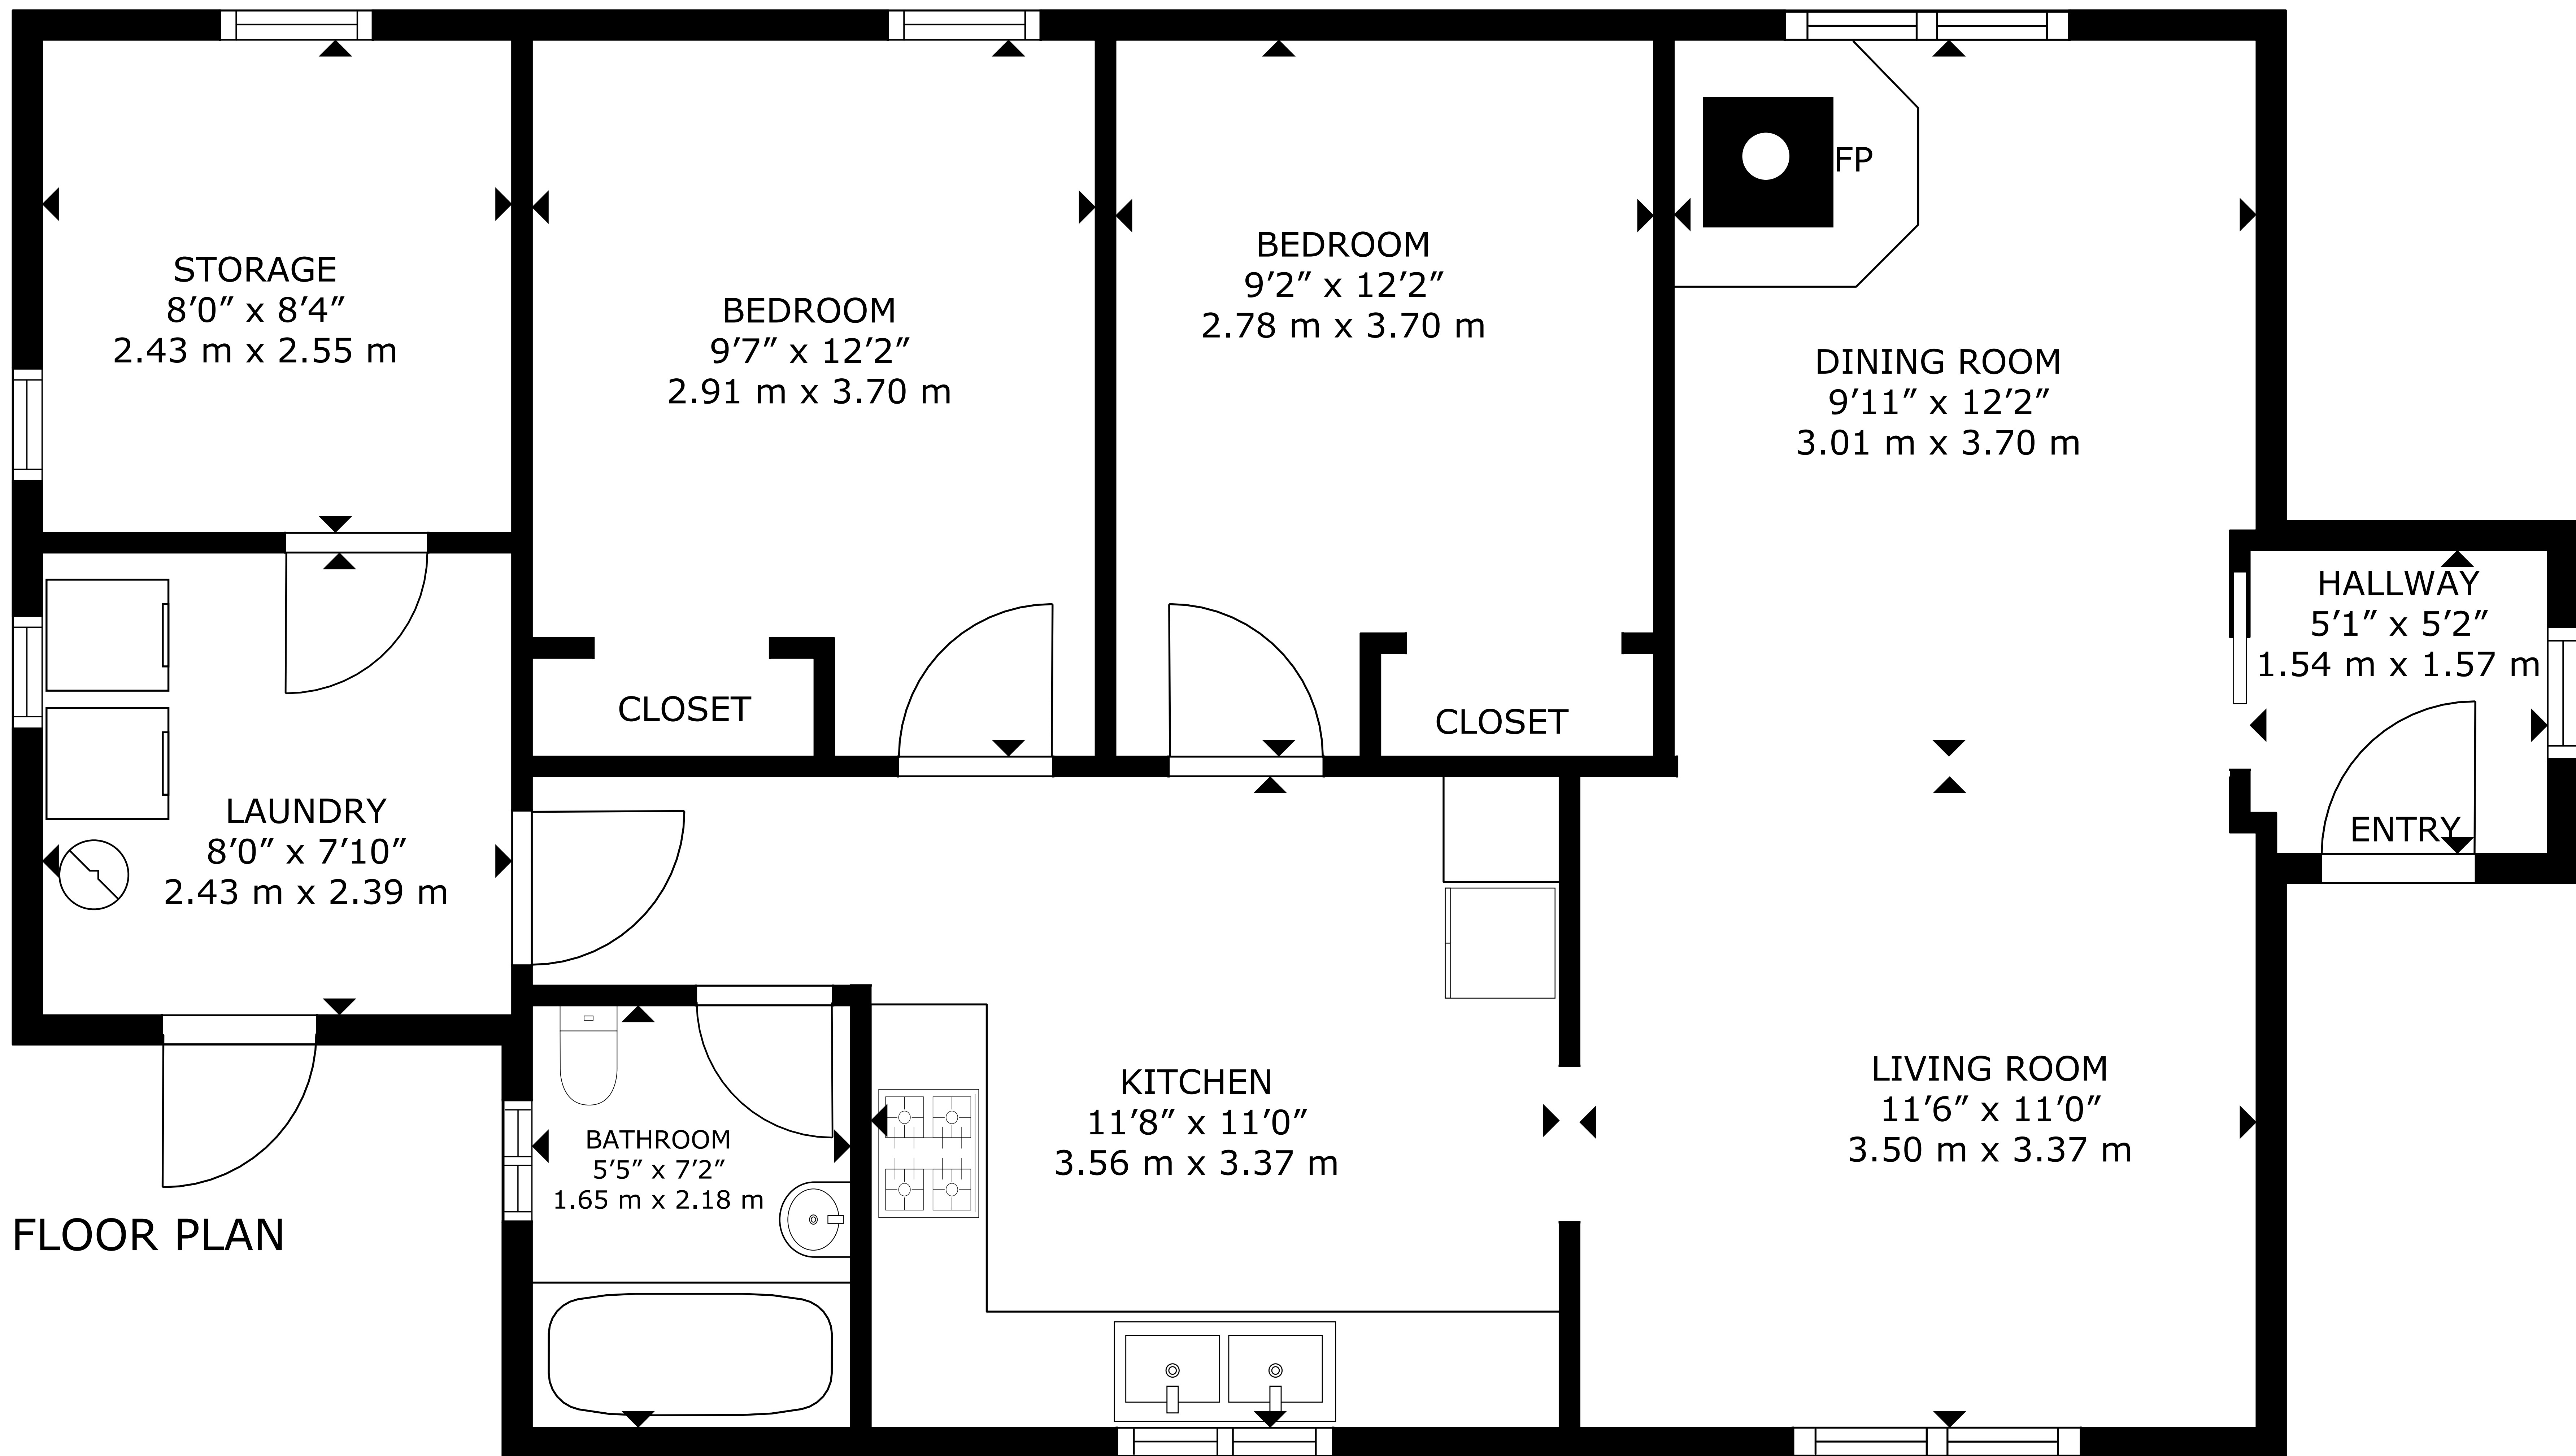 FP
STORAGE
8’0” x 8’4”
2.43 m x 2.55 m
BEDROOM
9’7” x 12’2”
2.91 m x 3.70 m
BEDROOM
9’2” x 12’2”
2.78 m x 3.70 m
DINING ROOM
9’11” x 12’2”
3.01 m x 3.70 m
HALLWAY
5’1” x 5’2”
1.54 m x 1.57 m
CLOSET
CLOSET
LAUNDRY
8’0” x 7’10”
2.43 m x 2.39 m
ENTRY
KITCHEN
11’8” x 11’0”
3.56 m x 3.37 m
LIVING ROOM
11’6” x 11’0”
3.50 m x 3.37 m
BATHROOM
5’5” x 7’2”
1.65 m x 2.18 m
FLOOR PLAN